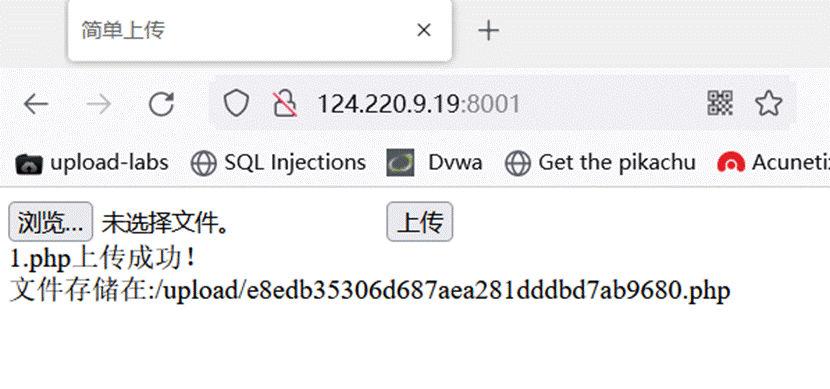 简单上传
124.220.9.19:8001
upload-labs SQL Injections Dvwa Get the pikachu Acunetix
浏览... 未选择文件。 上传
1.php上传成功！
文件存储在:/upload/e8edb35306d687aea281dddbd7ab9680.php